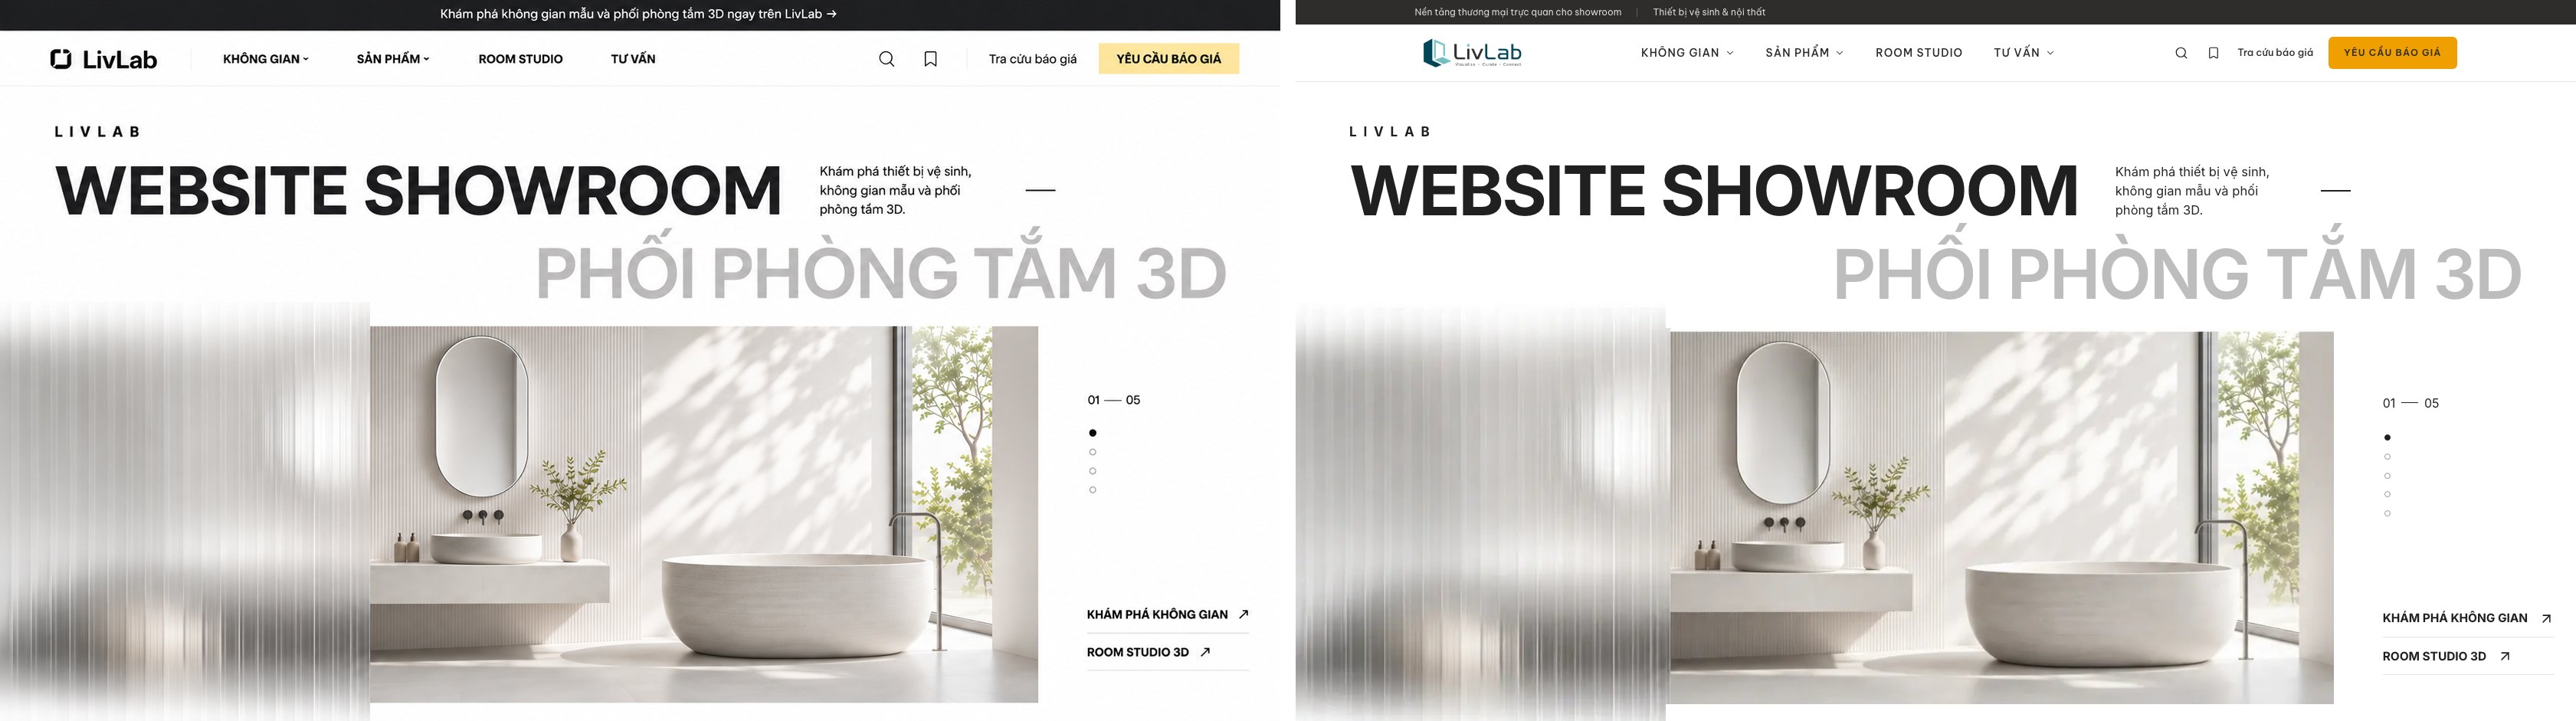 Khám phá không gian mẫu và phối phòng tắm 3D ngay trên LivLab →
LivLab
KHÔNG GIAN
SẢN PHẨM
ROOM STUDIO
TƯ VẤN
Tra cứu báo giá
YÊU CẦU BÁO GIÁ
LIVLAB
WEBSITE SHOWROOM
Khám phá thiết bị vệ sinh,
không gian mẫu và phối
phòng tắm 3D.
PHỐI PHÒNG TẮM 3D
01 — 05
KHÁM PHÁ KHÔNG GIAN ↗
ROOM STUDIO 3D ↗
Nền tảng thương mại trực quan cho showroom | Thiết bị vệ sinh & nội thất
LivLab
Visualize - Curate - Connect
KHÔNG GIAN
SẢN PHẨM
ROOM STUDIO
TƯ VẤN
Tra cứu báo giá
YÊU CẦU BÁO GIÁ
LIVLAB
WEBSITE SHOWROOM
Khám phá thiết bị vệ sinh,
không gian mẫu và phối
phòng tắm 3D.
PHỐI PHÒNG TẮM 3D
01 — 05
KHÁM PHÁ KHÔNG GIAN ↗
ROOM STUDIO 3D ↗